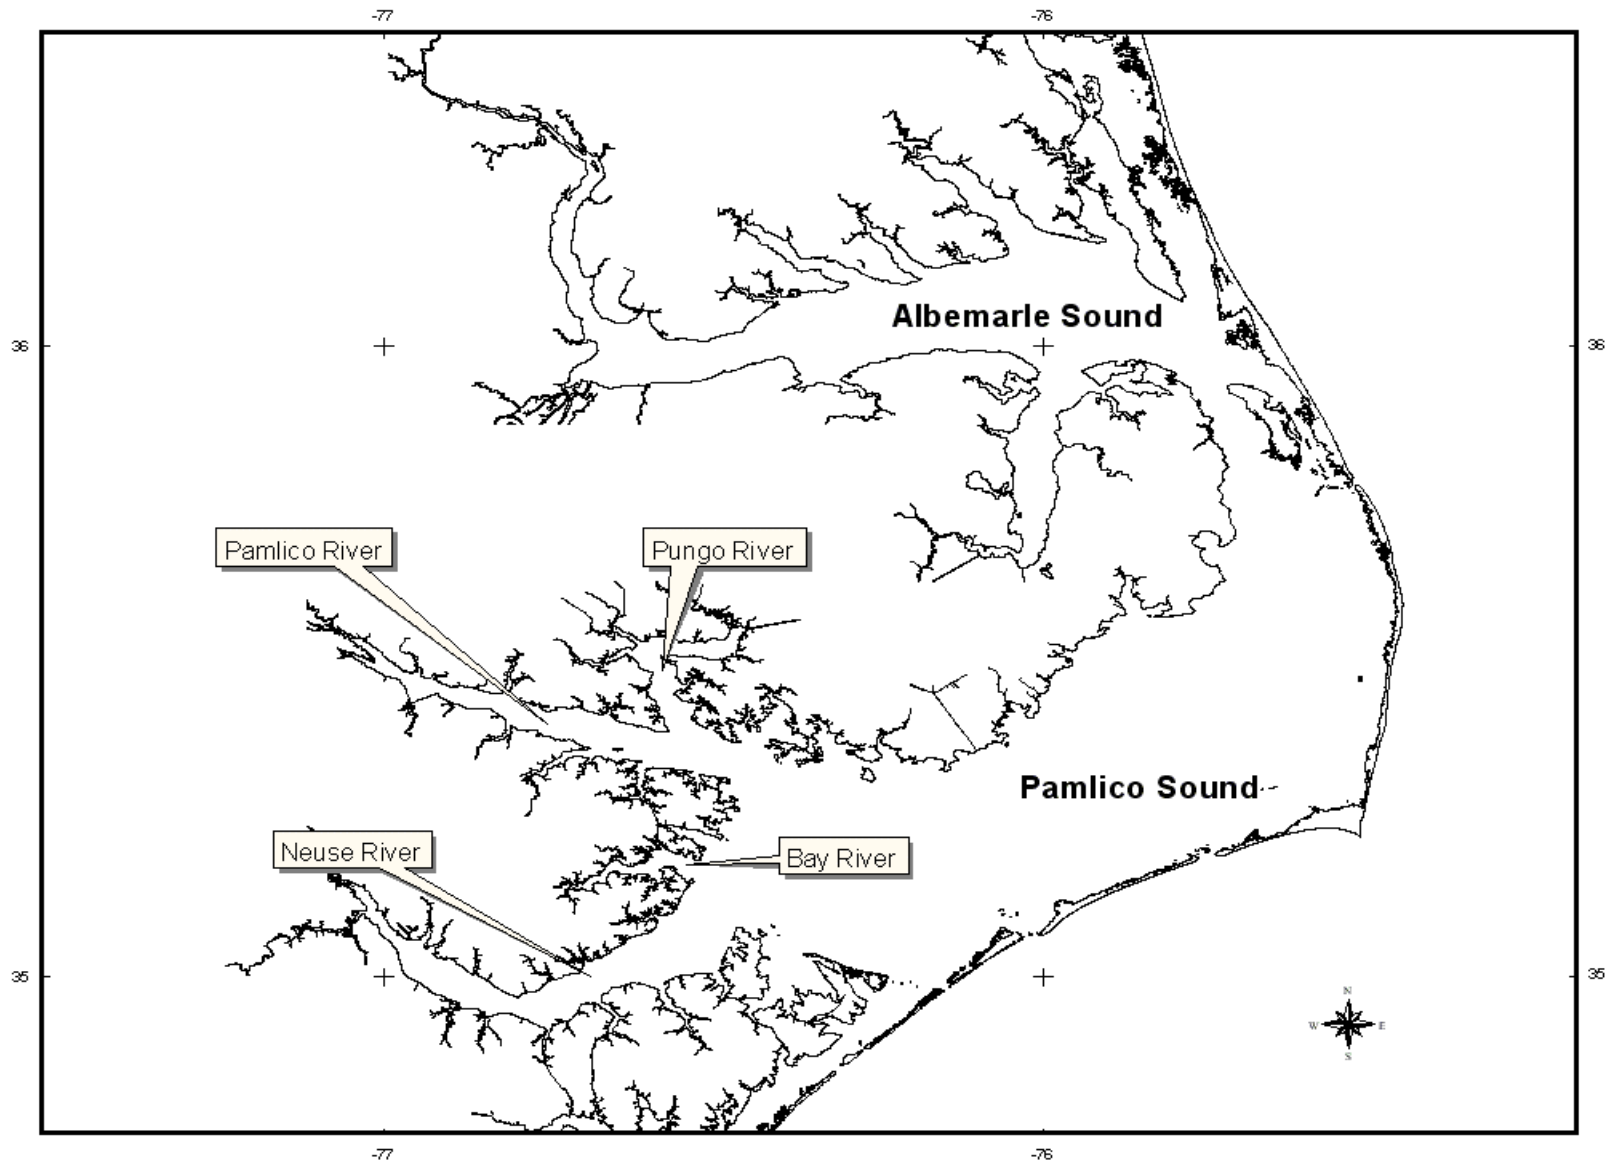 -77
-76
Albemarle Sound
36
36
Pamlico River
Pungo River
Pamlico Sound
Neuse River
Bay River
35
35
N
W
E
S
-77
-76